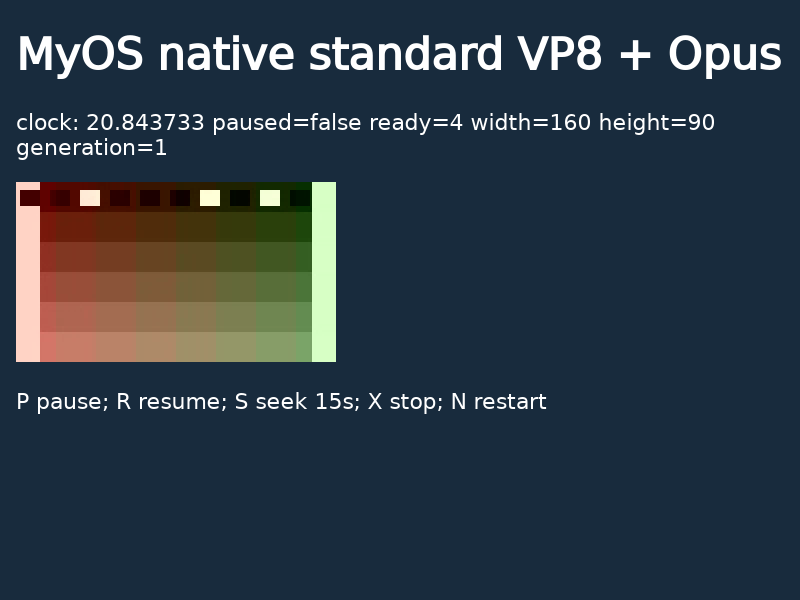 MyOS native standard VP8 + Opus
clock: 20.843733 paused=false ready=4 width=160 height=90
generation=1
P pause; R resume; S seek 15s; X stop; N restart